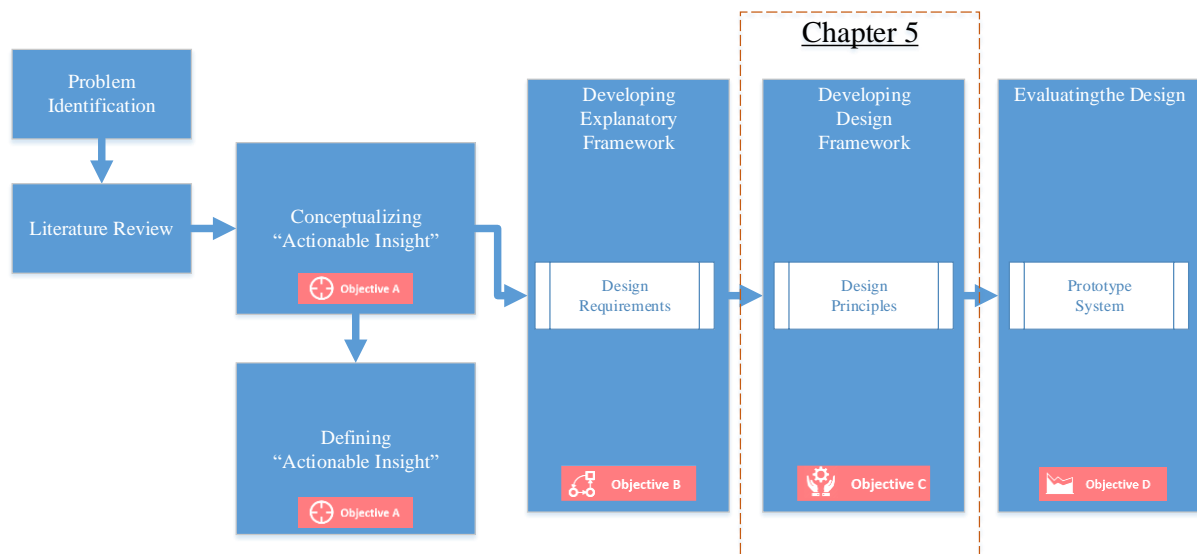 Chapter 5
Problem
Identification
Literature Review
Conceptualizing
“Actionable Insight”
Objective A
Defining
“Actionable Insight”
Objective A
Developing
Explanatory
Framework
Design
Requirements
Objective B
Developing
Design
Framework
Design
Principles
Objective C
Evaluatingthe Design
Prototype
System
Objective D